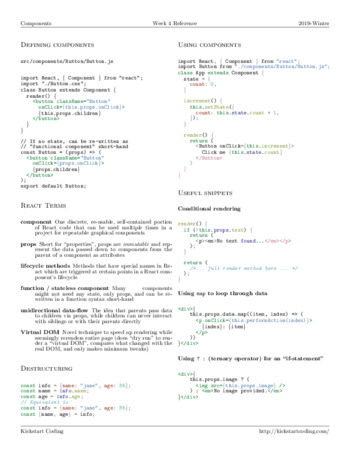 Components
Week 4 Reference
2019-Winter
Defining components
src/components/Button/Button.js
import React, { Component } from "react";
import "./Button.css";
class Button extends Component {
render() {
<button className="Button"
onClick={this.props.onClick}>
{this.props.children}
</button>
}
}
// If no state, can be re-written as
// "functional component" short-hand
const Button = (props) => (
<button className="Button"
onClick={props.onClick}>
{props.children}
</button>
);
export default Button;
React Terms
component One discrete, re-usable, self-contained portion
of React code that can be used multiple times in a
project for repeatable graphical components
props Short for "properties", props are executable and rep-
resent the data passed down to components from the
parent of a component as attributes
lifecycle methods Methods that have special names in Re-
act which are triggered at certain points in a React com-
ponent's lifecycle
function / stateless component Many components
might not need any state, only props, and can be re-
written in a function syntax short-hand
unidirectional data-flow The idea that parents pass data
to children via props, while children can never interact
with siblings or with their parents directly
Virtual DOM Novel technique to speed up rendering while
seemingly rerender entire page (does "dry run" to ren-
der a "virtual DOM", compares what changed with the
real DOM, and only makes minimum tweaks)
Destructuring
const info = {name: "jane", age: 35};
const name = info.name;
const age = info.age;
// Equivalent to
const info = {name: "jane", age: 35};
const {name, age} = info;
Using components
import React, { Component } from "react";
import Button from "./components/Button/Button.js";
class App extends Component {
state = {
count: 0,
}
increment() {
this.setState({
count: this.state.count + 1,
});
}
render() {
return (
<Button onClick={this.increment}>
Click me {this.state.count}
</Button>
)
}
}
Useful snippets
Conditional rendering
render() {
if (!this.props.text) {
return (
<p><em>No text found...</em></p>
);
}
return (
/* .. full render method here ... */
);
}
Using map to loop through data
<div>{
this.props.data.map((item, index) => (
<p onClick={this.performAction(index)}>
{index}: {item}
</p>
))
}</div>
Using ? : (ternary operator) for an "if-statement"
<div>{
this.props.image ? (
<img src={this.props.image} />
) : <em>No image provided.</em>
}</div>
Kickstart Coding
http://kickstartcoding.com/